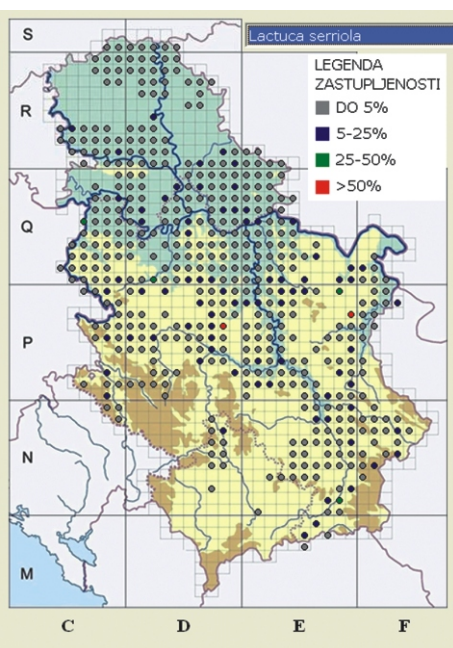 Lactuca serriola
LEGENDA
ZASTUPLJENOSTI
DO 5%
5-25%
25-50%
>50%
S
R
Q
P
N
M
C D E F